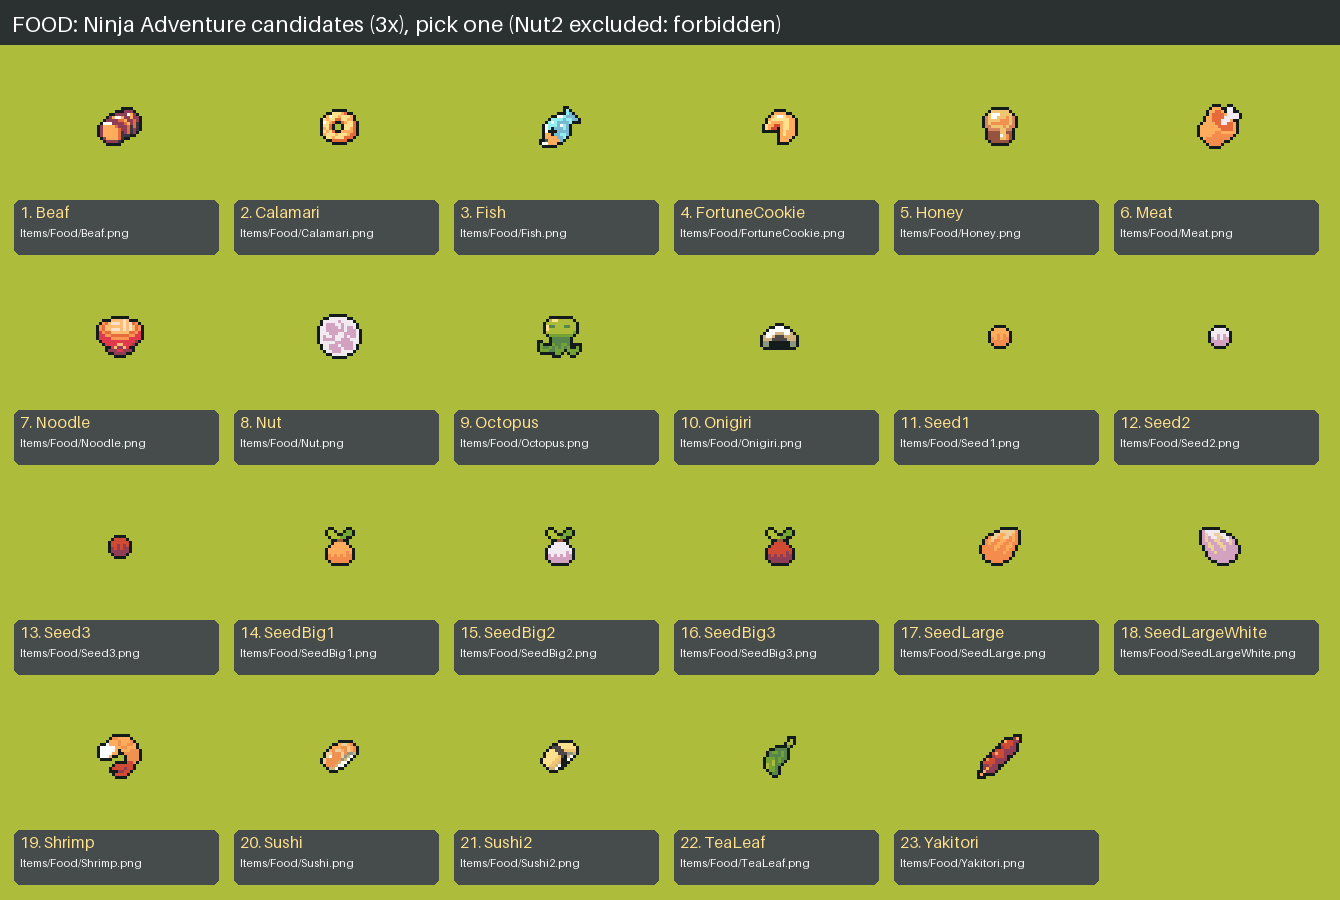 FOOD: Ninja Adventure candidates (3x), pick one (Nut2 excluded: forbidden)
1. Beaf
Items/Food/Beaf.png
2. Calamari
Items/Food/Calamari.png
3. Fish
Items/Food/Fish.png
4. FortuneCookie
Items/Food/FortuneCookie.png
5. Honey
Items/Food/Honey.png
6. Meat
Items/Food/Meat.png
7. Noodle
Items/Food/Noodle.png
8. Nut
Items/Food/Nut.png
9. Octopus
Items/Food/Octopus.png
10. Onigiri
Items/Food/Onigiri.png
11. Seed1
Items/Food/Seed1.png
12. Seed2
Items/Food/Seed2.png
13. Seed3
Items/Food/Seed3.png
14. SeedBig1
Items/Food/SeedBig1.png
15. SeedBig2
Items/Food/SeedBig2.png
16. SeedBig3
Items/Food/SeedBig3.png
17. SeedLarge
Items/Food/SeedLarge.png
18. SeedLargeWhite
Items/Food/SeedLargeWhite.png
19. Shrimp
Items/Food/Shrimp.png
20. Sushi
Items/Food/Sushi.png
21. Sushi2
Items/Food/Sushi2.png
22. TeaLeaf
Items/Food/TeaLeaf.png
23. Yakitori
Items/Food/Yakitori.png